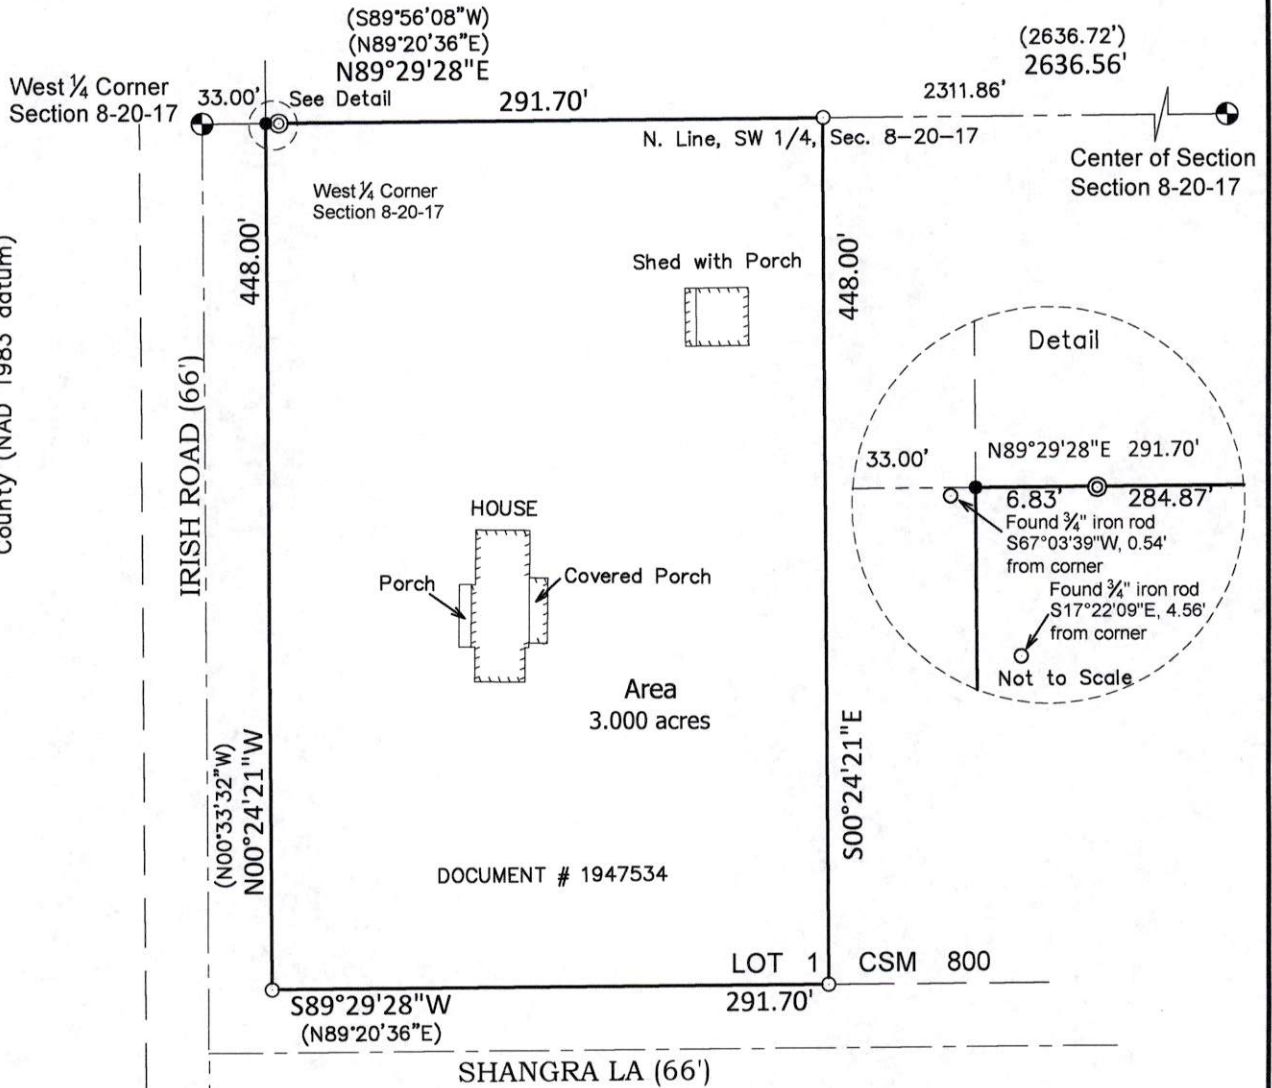 (S89°56'08"W)
(N89°20'36"E)
N89°29'28"E
(2636.72')
2636.56'
West ¼ Corner
Section 8-20-17
33.00'
See Detail
291.70'
2311.86'
N. Line, SW 1/4, Sec. 8-20-17
Center of Section
Section 8-20-17
West ¼ Corner
Section 8-20-17
448.00'
Shed with Porch
448.00'
County (NAD 1983 datum)
IRISH ROAD (66')
Detail
33.00'
N89°29'28"E 291.70'
6.83' 284.87'
Found ¾" iron rod
S67°03'39"W, 0.54'
from corner
Found ¾" iron rod
S17°22'09"E, 4.56'
from corner
Not to Scale
HOUSE
Porch
Covered Porch
Area
3.000 acres
(N00°33'32"W)
N00°24'21"W
S00°24'21"E
DOCUMENT # 1947534
LOT 1 CSM 800
S89°29'28"W
(N89°20'36"E)
291.70'
SHANGRA LA (66')